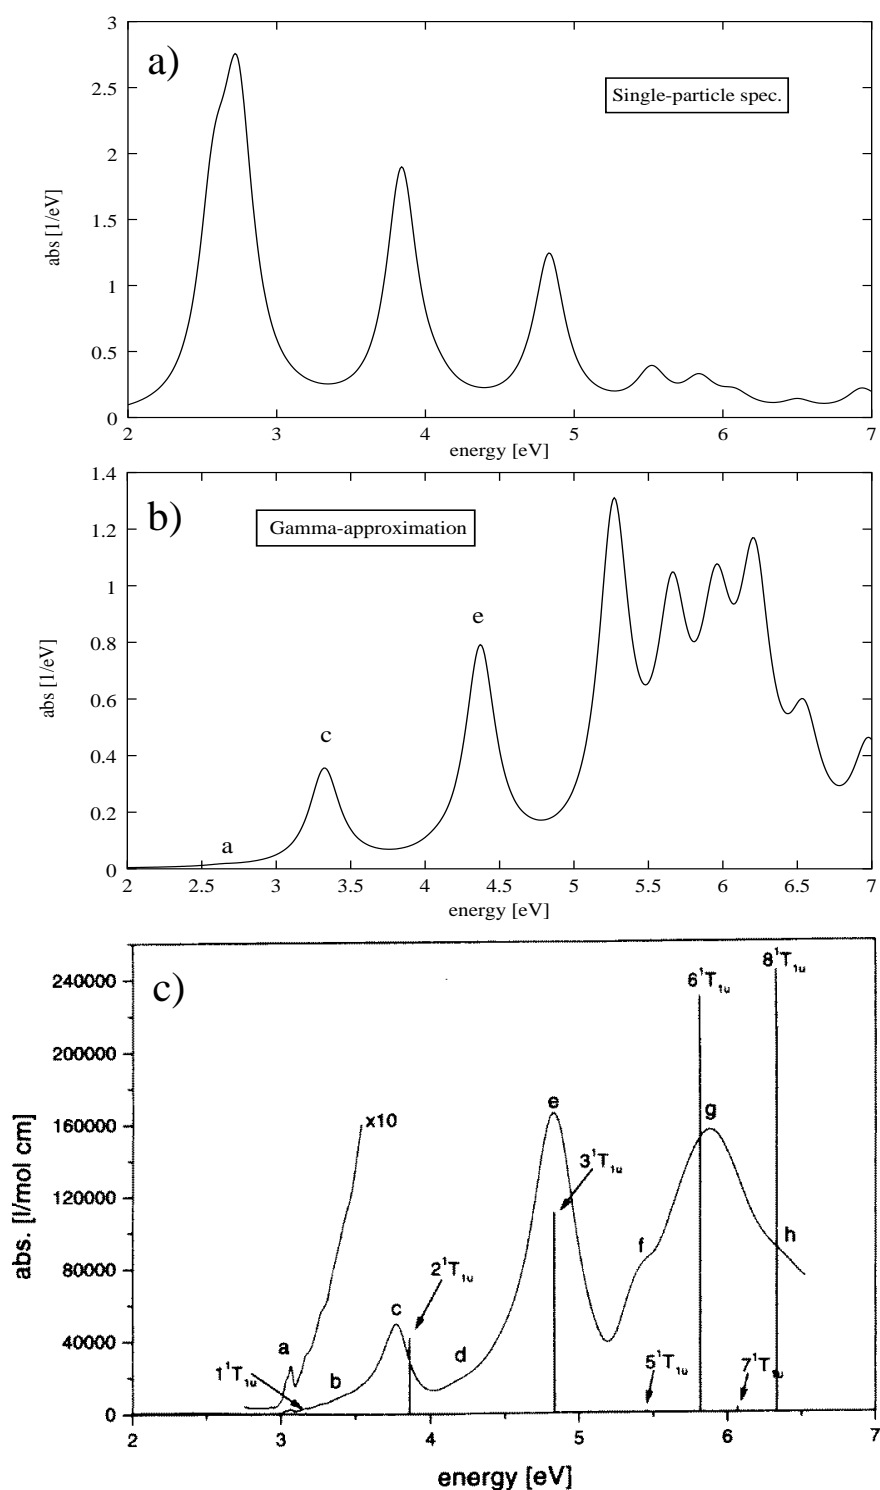 3
a)
2.5
Single-particle spec.
2
abs [1/eV]
1.5
1
0.5
0
2 3 4 5 6 7
energy [eV]
1.4
b)
Gamma-approximation
1.2
1
e
0.8
abs [1/eV]
0.6
c
0.4
0.2
a
0
2 2.5 3 3.5 4 4.5 5 5.5 6 6.5 7
energy [eV]
c)
240000
6¹T₁ᵤ
8¹T₁ᵤ
200000
160000
x10
e
g
abs. [l/mol cm]
120000
3¹T₁ᵤ
80000
f
h
2¹T₁ᵤ
c
40000
a
d
1¹T₁ᵤ
b
5¹T₁ᵤ
7¹T₁ᵤ
0
2 3 4 5 6 7
energy [eV]